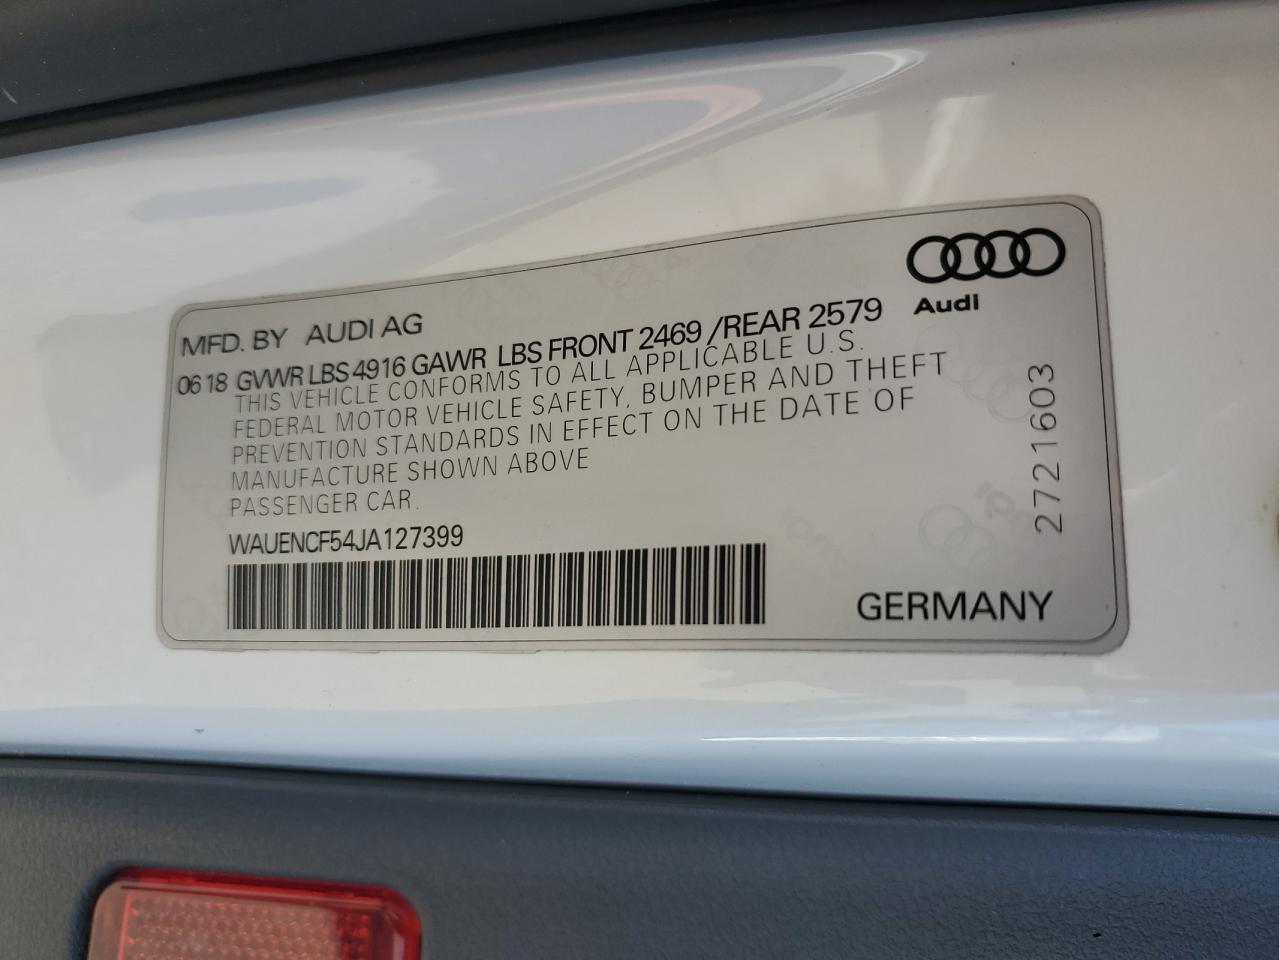 Audi
MFD. BY AUDI AG
06 18 GVWR LBS 4916 GAWR LBS FRONT 2469 /REAR 2579
THIS VEHICLE CONFORMS TO ALL APPLICABLE U.S.
FEDERAL MOTOR VEHICLE SAFETY, BUMPER AND THEFT
PREVENTION STANDARDS IN EFFECT ON THE DATE OF
MANUFACTURE SHOWN ABOVE
PASSENGER CAR.
WAUENCF54JA127399
2721603
GERMANY